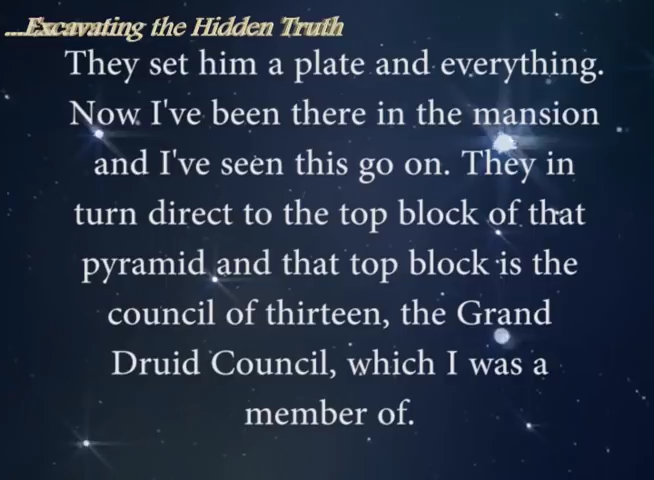 ...Excavating the Hidden Truth
They set him a plate and everything.
Now I've been there in the mansion
and I've seen this go on. They in
turn direct to the top block of that
pyramid and that top block is the
council of thirteen, the Grand
Druid Council, which I was a
member of.